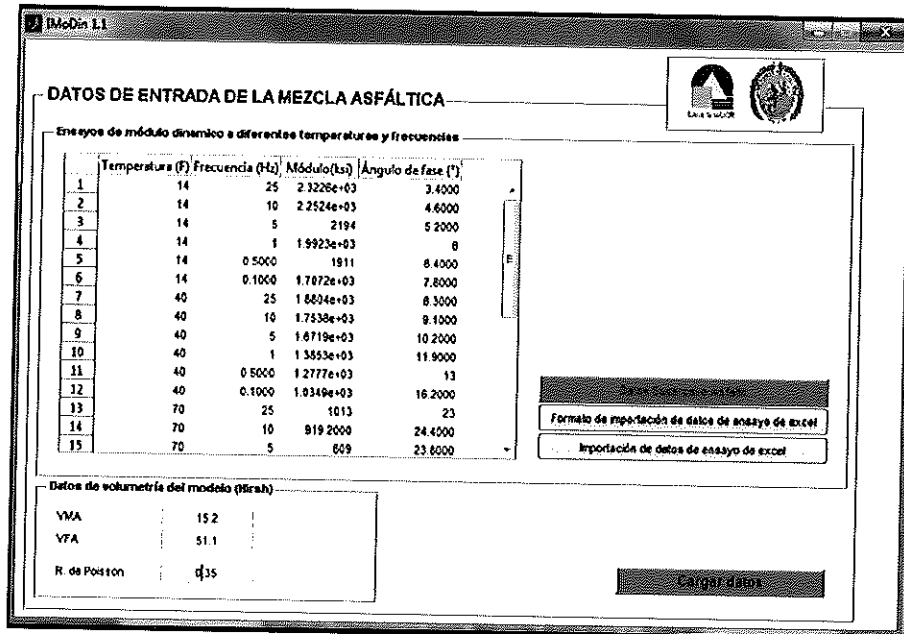 IMoDin 1.1
DATOS DE ENTRADA DE LA MEZCLA ASFÁLTICA
Ensayos de módulo dinamico a diferentes temperaturas y frecuencias
Temperatura (F) Frecuencia (Hz) Módulo(ksi) Ángulo de fase (°)
1 14 25 2.3226e+03 3.4000
2 14 10 2.2524e+03 4.6000
3 14 5 2194 5.2000
4 14 1 1.9923e+03 8
5 14 0.5000 1911 8.4000
6 14 0.1000 1.7072e+03 7.8000
7 40 25 1.8804e+03 8.3000
8 40 10 1.7538e+03 9.1000
9 40 5 1.6719e+03 10.2000
10 40 1 1.3853e+03 11.9000
11 40 0.5000 1.2777e+03 13
12 40 0.1000 1.0349e+03 16.2000
13 70 25 1013 23
14 70 10 919.2000 24.4000
15 70 5 609 23.6000
Formato de importación de datos de ensayo de excel
Importación de datos de ensayo de excel
Datos de volumetría del modelo (Hirsh)
VMA 15.2
VFA 51.1
R. de Poisson 0.35
Cargar datos